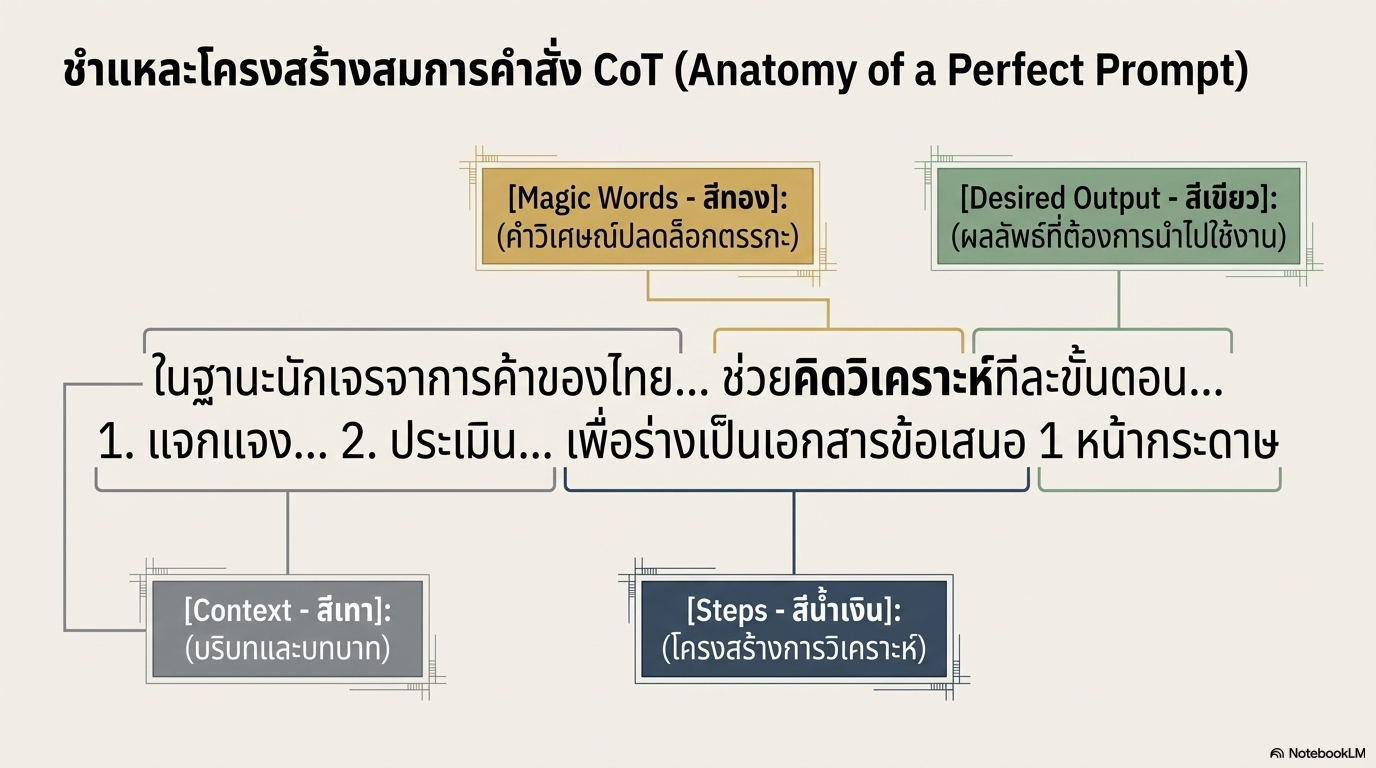 ชำแหละโครงสร้างสมการคำสั่ง CoT (Anatomy of a Perfect Prompt)
[Magic Words - สีทอง]:
(คำวิเศษณ์ปลดล็อกตรรกะ)
[Desired Output - สีเขียว]:
(ผลลัพธ์ที่ต้องการนำไปใช้งาน)
ในฐานะนักเจรจาการค้าของไทย... ช่วยคิดวิเคราะห์ทีละขั้นตอน...
1. แจกแจง... 2. ประเมิน... เพื่อร่างเป็นเอกสารข้อเสนอ 1 หน้ากระดาษ
[Context - สีเทา]:
(บริบทและบทบาท)
[Steps - สีน้ำเงิน]:
(โครงสร้างการวิเคราะห์)
NotebookLM